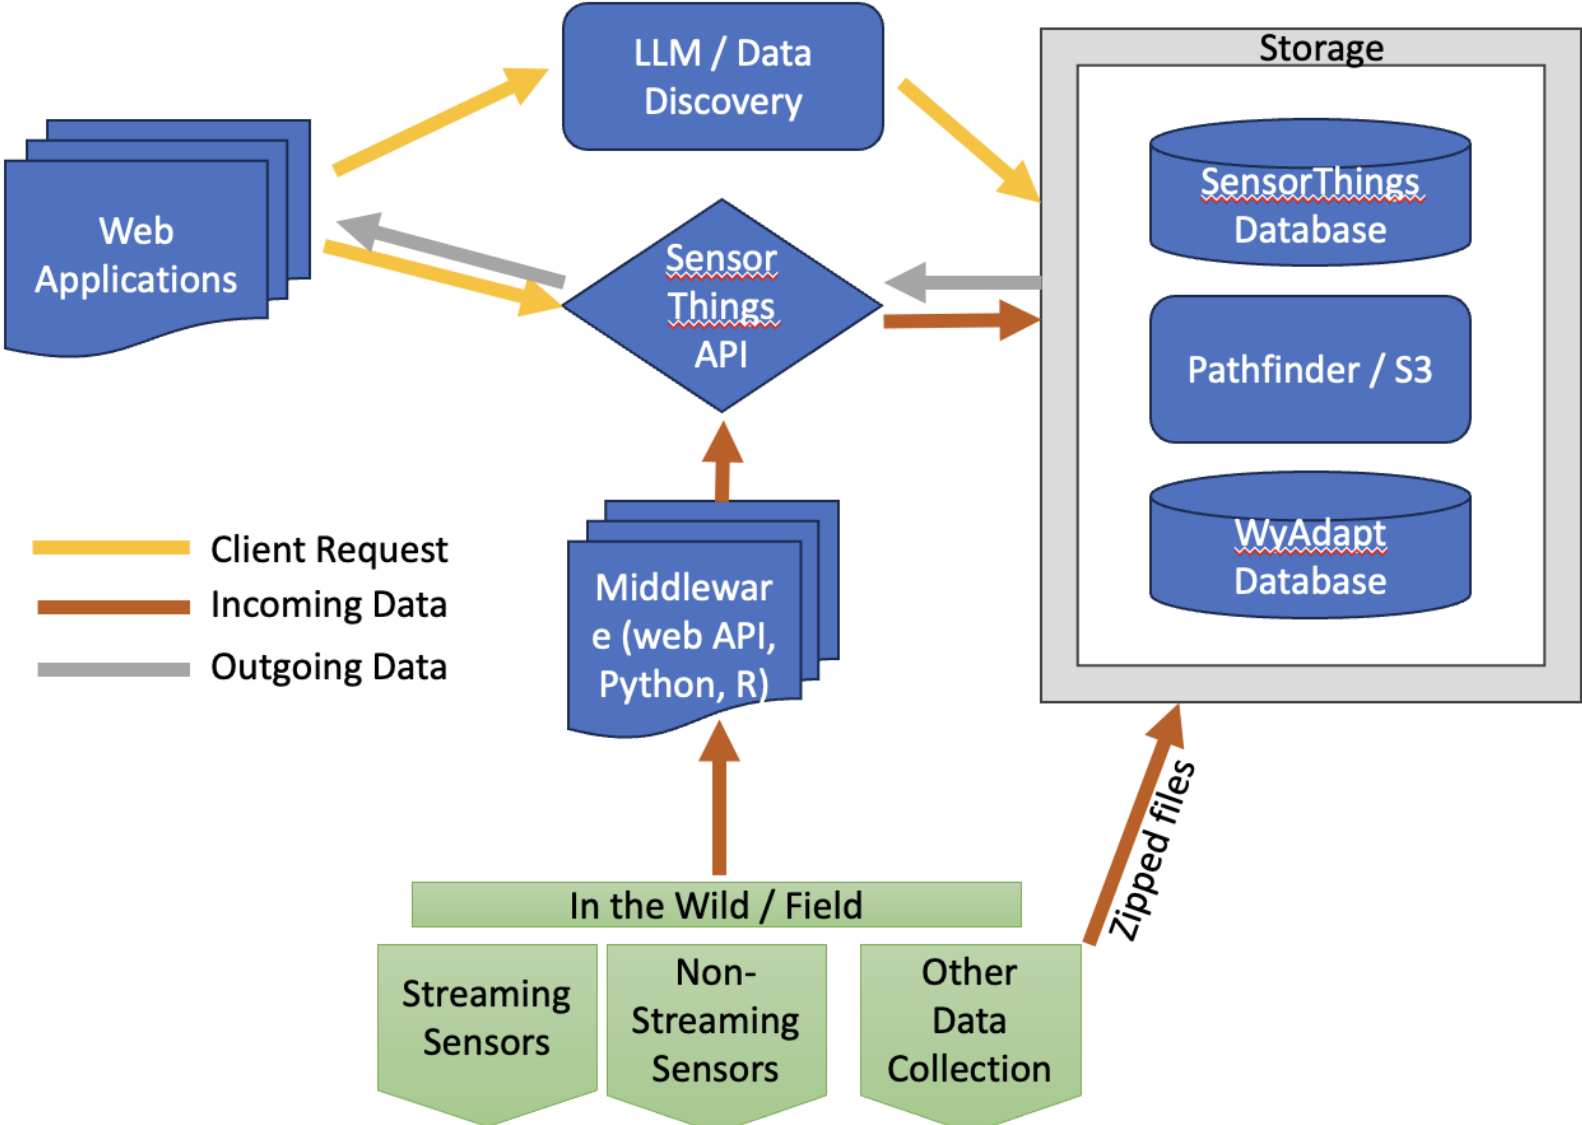 LLM / Data
Discovery
Storage
Web
Applications
Sensor
Things
API
SensorThings
Database
Pathfinder / S3
WyAdapt
Database
Client Request
Incoming Data
Outgoing Data
Middlewar
e (web API,
Python, R)
Zipped files
In the Wild / Field
Streaming
Sensors
Non-
Streaming
Sensors
Other
Data
Collection